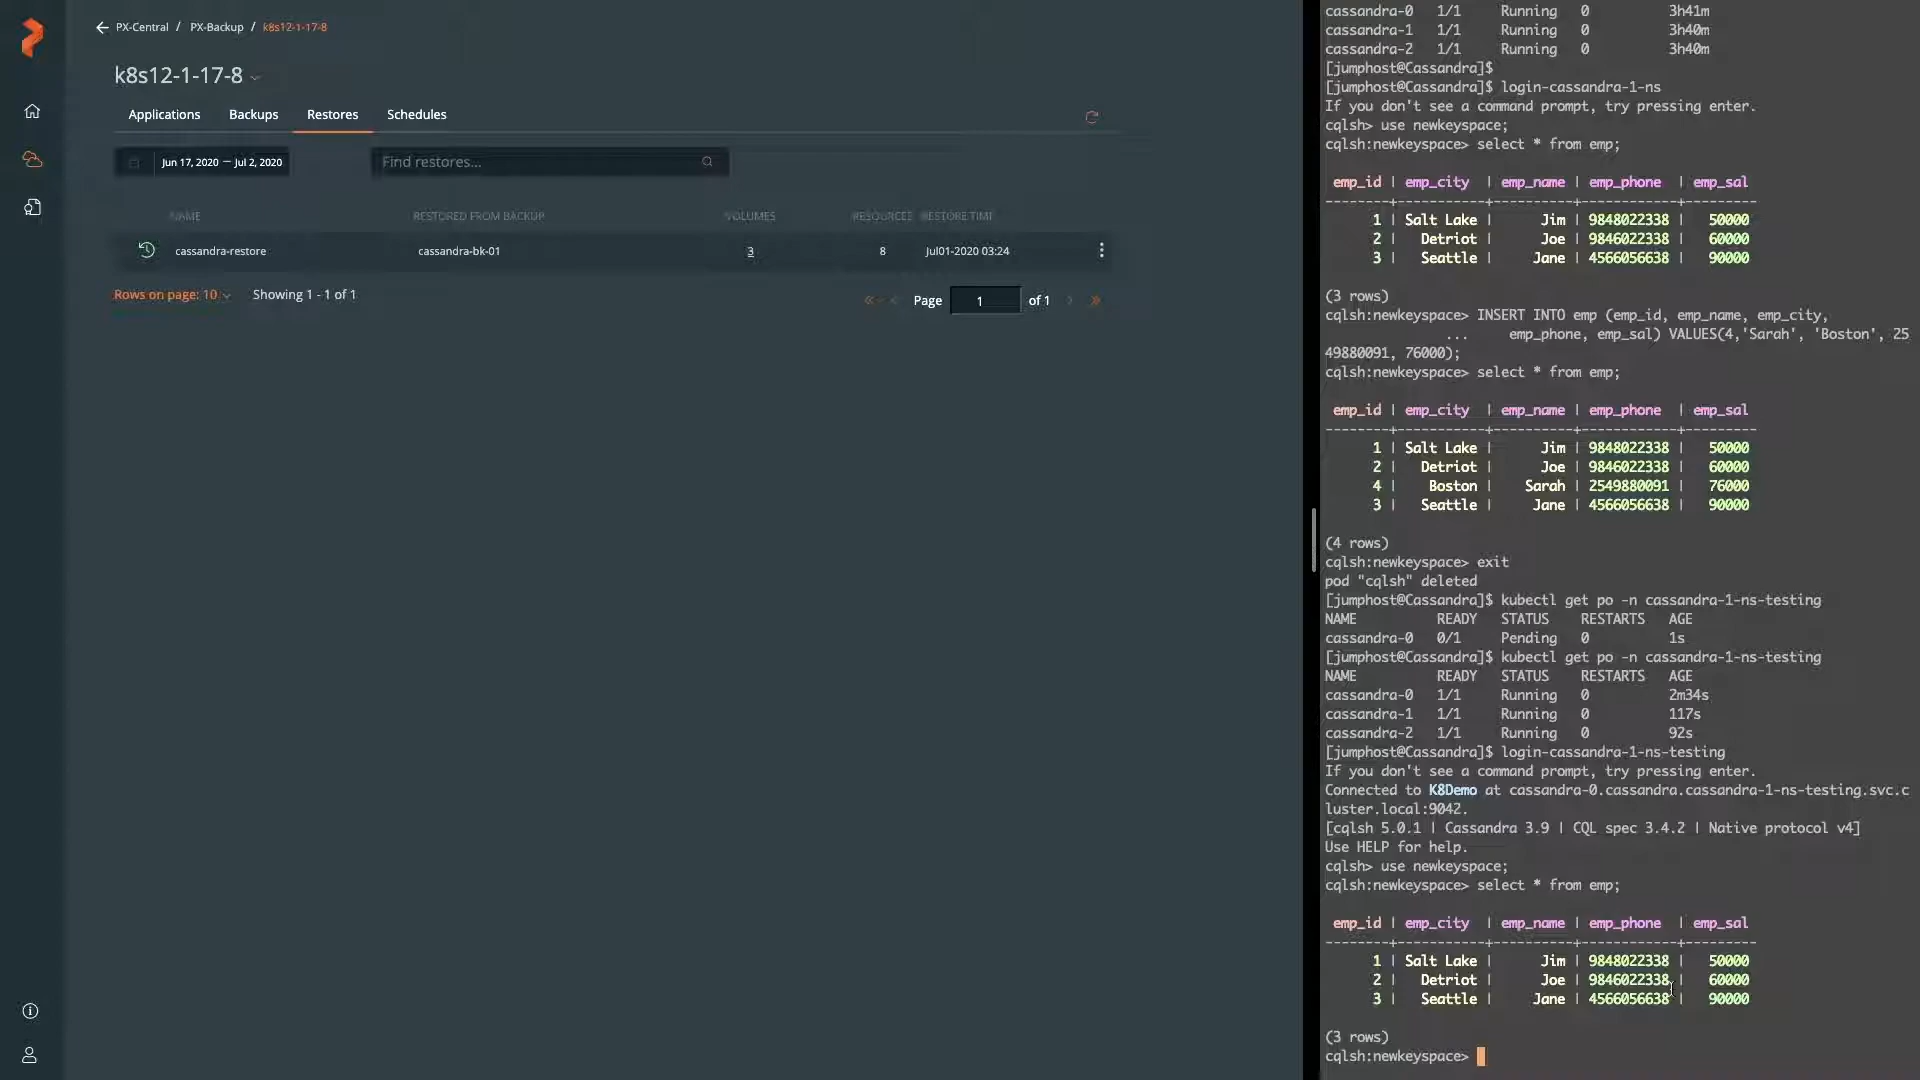 PX-Central / PX-Backup / k8s12-1-17-8
k8s12-1-17-8
Applications Backups Restores Schedules
Jun 17, 2020 — Jul 2, 2020 Find restores...
NAME RESTORED FROM BACKUP VOLUMES RESOURCES RESTORE TIME
cassandra-restore cassandra-bk-01 3 8 Jul01-2020 03:24
Rows on page: 10 Showing 1 - 1 of 1 Page 1 of 1
cassandra-0 1/1 Running 0 3h41m
cassandra-1 1/1 Running 0 3h40m
cassandra-2 1/1 Running 0 3h40m
[jumphost@Cassandra]$
[jumphost@Cassandra]$ login-cassandra-1-ns
If you don't see a command prompt, try pressing enter.
cqlsh> use newkeyspace;
cqlsh:newkeyspace> select * from emp;
emp_id | emp_city | emp_name | emp_phone | emp_sal
--------+-----------+----------+------------+---------
1 | Salt Lake | Jim | 9848022338 | 50000
2 | Detriot | Joe | 9846022338 | 60000
3 | Seattle | Jane | 4566056638 | 90000
(3 rows)
cqlsh:newkeyspace> INSERT INTO emp (emp_id, emp_name, emp_city,
... emp_phone, emp_sal) VALUES(4,'Sarah', 'Boston', 25
49880091, 76000);
cqlsh:newkeyspace> select * from emp;
emp_id | emp_city | emp_name | emp_phone | emp_sal
--------+-----------+----------+------------+---------
1 | Salt Lake | Jim | 9848022338 | 50000
2 | Detriot | Joe | 9846022338 | 60000
4 | Boston | Sarah | 2549880091 | 76000
3 | Seattle | Jane | 4566056638 | 90000
(4 rows)
cqlsh:newkeyspace> exit
pod "cqlsh" deleted
[jumphost@Cassandra]$ kubectl get po -n cassandra-1-ns-testing
NAME READY STATUS RESTARTS AGE
cassandra-0 0/1 Pending 0 1s
[jumphost@Cassandra]$ kubectl get po -n cassandra-1-ns-testing
NAME READY STATUS RESTARTS AGE
cassandra-0 1/1 Running 0 2m34s
cassandra-1 1/1 Running 0 117s
cassandra-2 1/1 Running 0 92s
[jumphost@Cassandra]$ login-cassandra-1-ns-testing
If you don't see a command prompt, try pressing enter.
Connected to K8Demo at cassandra-0.cassandra.cassandra-1-ns-testing.svc.c
luster.local:9042.
[cqlsh 5.0.1 | Cassandra 3.9 | CQL spec 3.4.2 | Native protocol v4]
Use HELP for help.
cqlsh> use newkeyspace;
cqlsh:newkeyspace> select * from emp;
emp_id | emp_city | emp_name | emp_phone | emp_sal
--------+-----------+----------+------------+---------
1 | Salt Lake | Jim | 9848022338 | 50000
2 | Detriot | Joe | 9846022338 | 60000
3 | Seattle | Jane | 4566056638 | 90000
(3 rows)
cqlsh:newkeyspace>